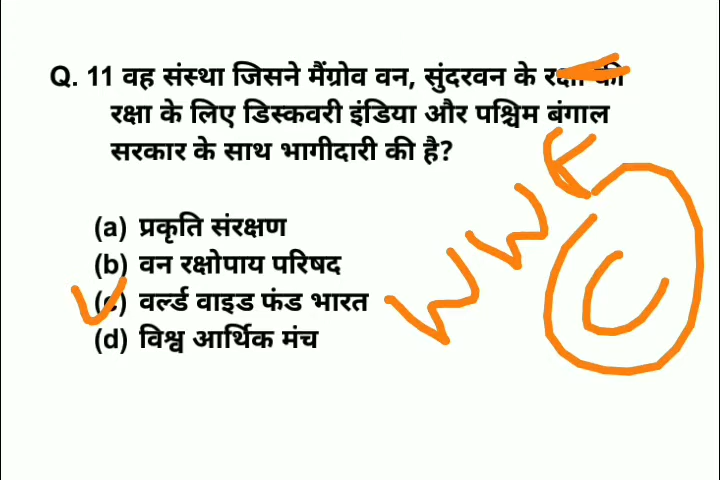 Q. 11 वह संस्था जिसने मैंग्रोव वन, सुंदरवन के रक्षा की
रक्षा के लिए डिस्कवरी इंडिया और पश्चिम बंगाल
सरकार के साथ भागीदारी की है?
(a) प्रकृति संरक्षण
(b) वन रक्षोपाय परिषद
(c) वर्ल्ड वाइड फंड भारत
(d) विश्व आर्थिक मंच
WWF
C